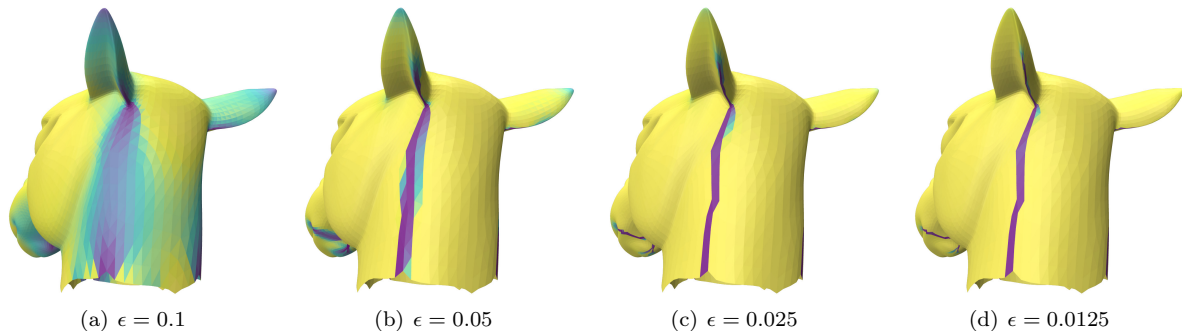 (a) ϵ = 0.1 (b) ϵ = 0.05 (c) ϵ = 0.025 (d) ϵ = 0.0125